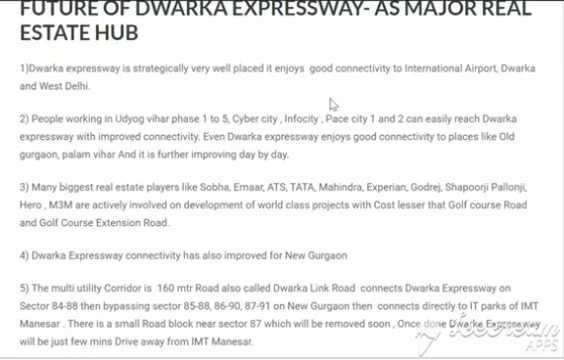 FUTURE OF DWARKA EXPRESSWAY- AS MAJOR REAL
ESTATE HUB
1)Dwarka expressway is strategically very well placed it enjoys good connectivity to International Airport, Dwarka
and West Delhi.
2) People working in Udyog vihar phase 1 to 5, Cyber city , Infocity , Pace city 1 and 2 can easily reach Dwarka
expressway with improved connectivity. Even Dwarka expressway enjoys good connectivity to places like Old
gurgaon, palam vihar And it is further improving day by day.
3) Many biggest real estate players like Sobha, Emaar, ATS, TATA, Mahindra, Experian, Godrej, Shapoorji Pallonji,
Hero , M3M are actively involved on development of world class projects with Cost lesser that Golf course Road
and Golf Course Extension Road.
4) Dwarka Expressway connectivity has also improved for New Gurgaon
5) The multi utility Corridor is 160 mtr Road also called Dwarka Link Road connects Dwarka Expressway on
Sector 84-88 then bypassing sector 85-88, 86-90, 87-91 on New Gurgaon then connects directly to IT parks of IMT
Manesar . There is a small Road block near sector 87 which will be removed soon , Once done Dwarka Expressway
will be just few mins Drive away from IMT Manesar.
APPS